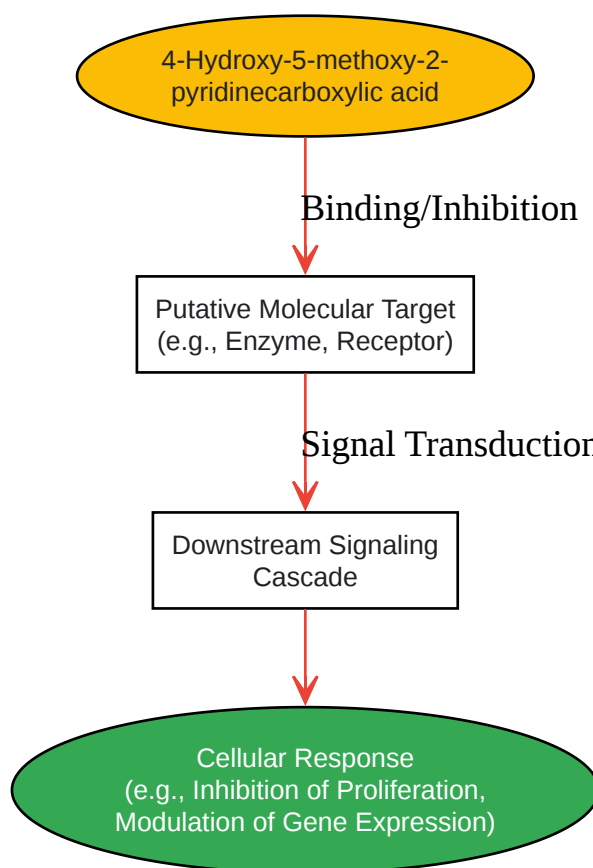 4-Hydroxy-5-methoxy-2-
pyridinecarboxylic acid
Binding/Inhibition
Putative Molecular Target
(e.g., Enzyme, Receptor)
Signal Transduction
Downstream Signaling
Cascade
Cellular Response
(e.g., Inhibition of Proliferation,
Modulation of Gene Expression)